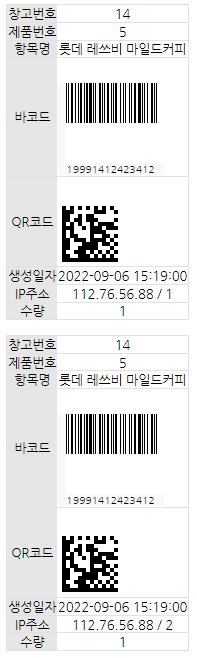 창고번호 14
제품번호 5
항목명 롯데 레쓰비 마일드커피
바코드
19991412423412
QR코드
생성일자 2022-09-06 15:19:00
IP주소 112.76.56.88 / 1
수량 1
창고번호 14
제품번호 5
항목명 롯데 레쓰비 마일드커피
바코드
19991412423412
QR코드
생성일자 2022-09-06 15:19:00
IP주소 112.76.56.88 / 2
수량 1